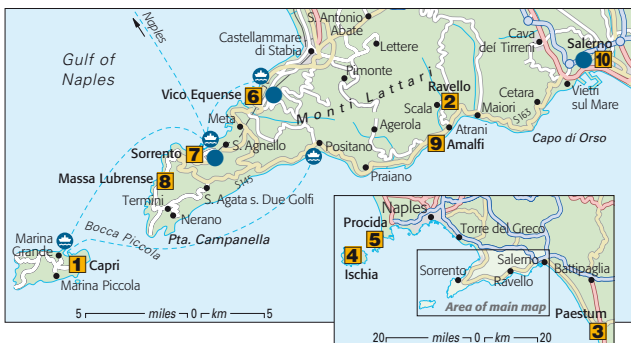 Naples
S. Antonio
Abate
Castellammare
di Stabia
Lettere
Cava
de' Tirreni
Salerno
10
Gulf of
Naples
Pimonte
Vico Equense
6
Monti Lattari
Ravello
2
Scala
Maiori
Cetara
Vietri
sul Mare
S163
Meta
Agerola
Atrani
Capo di Orso
Sorrento
7
S. Agnello
Positano
9
Amalfi
Massa Lubrense
8
S145
Praiano
Termini
S. Agata s. Due Golfi
Nerano
Bocca Piccola
Pta. Campanella
Marina
Grande
1
Capri
Marina Piccola
5 miles 0 km 5
Naples
Procida
5
Torre del Greco
4
Ischia
Salerno
Sorrento
Ravello
Battipaglia
Area of main map
Paestum
3
20 miles 0 km 20